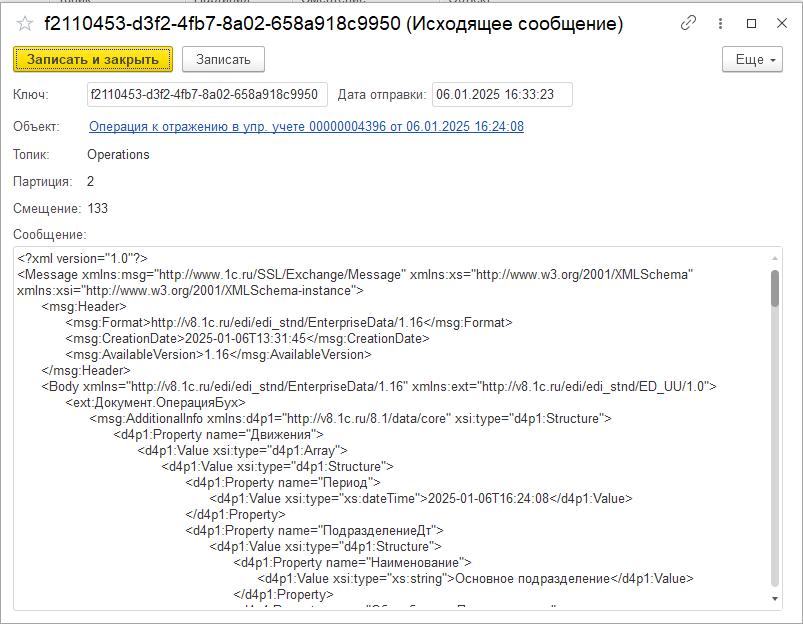 f2110453-d3f2-4fb7-8a02-658a918c9950 (Исходящее сообщение)
Записать и закрыть Записать Еще
Ключ: f2110453-d3f2-4fb7-8a02-658a918c9950 Дата отправки: 06.01.2025 16:33:23
Объект: Операция к отражению в упр. учете 00000004396 от 06.01.2025 16:24:08
Топик: Operations
Партиция: 2
Смещение: 133
Сообщение:
<?xml version="1.0"?>
<Message xmlns:msg="http://www.1c.ru/SSL/Exchange/Message" xmlns:xs="http://www.w3.org/2001/XMLSchema"
xmlns:xsi="http://www.w3.org/2001/XMLSchema-instance">
<msg:Header>
<msg:Format>http://v8.1c.ru/edi/edi_stnd/EnterpriseData/1.16</msg:Format>
<msg:CreationDate>2025-01-06T13:31:45</msg:CreationDate>
<msg:AvailableVersion>1.16</msg:AvailableVersion>
</msg:Header>
<Body xmlns="http://v8.1c.ru/edi/edi_stnd/EnterpriseData/1.16" xmlns:ext="http://v8.1c.ru/edi/edi_stnd/ED_UU/1.0">
<ext:Документ.ОперацияБух>
<msg:AdditionalInfo xmlns:d4p1="http://v8.1c.ru/8.1/data/core" xsi:type="d4p1:Structure">
<d4p1:Property name="Движения">
<d4p1:Value xsi:type="d4p1:Array">
<d4p1:Value xsi:type="d4p1:Structure">
<d4p1:Property name="Период">
<d4p1:Value xsi:type="xs:dateTime">2025-01-06T16:24:08</d4p1:Value>
</d4p1:Property>
<d4p1:Property name="ПодразделениеДт">
<d4p1:Value xsi:type="d4p1:Structure">
<d4p1:Property name="Наименование">
<d4p1:Value xsi:type="xs:string">Основное подразделение</d4p1:Value>
</d4p1:Property>